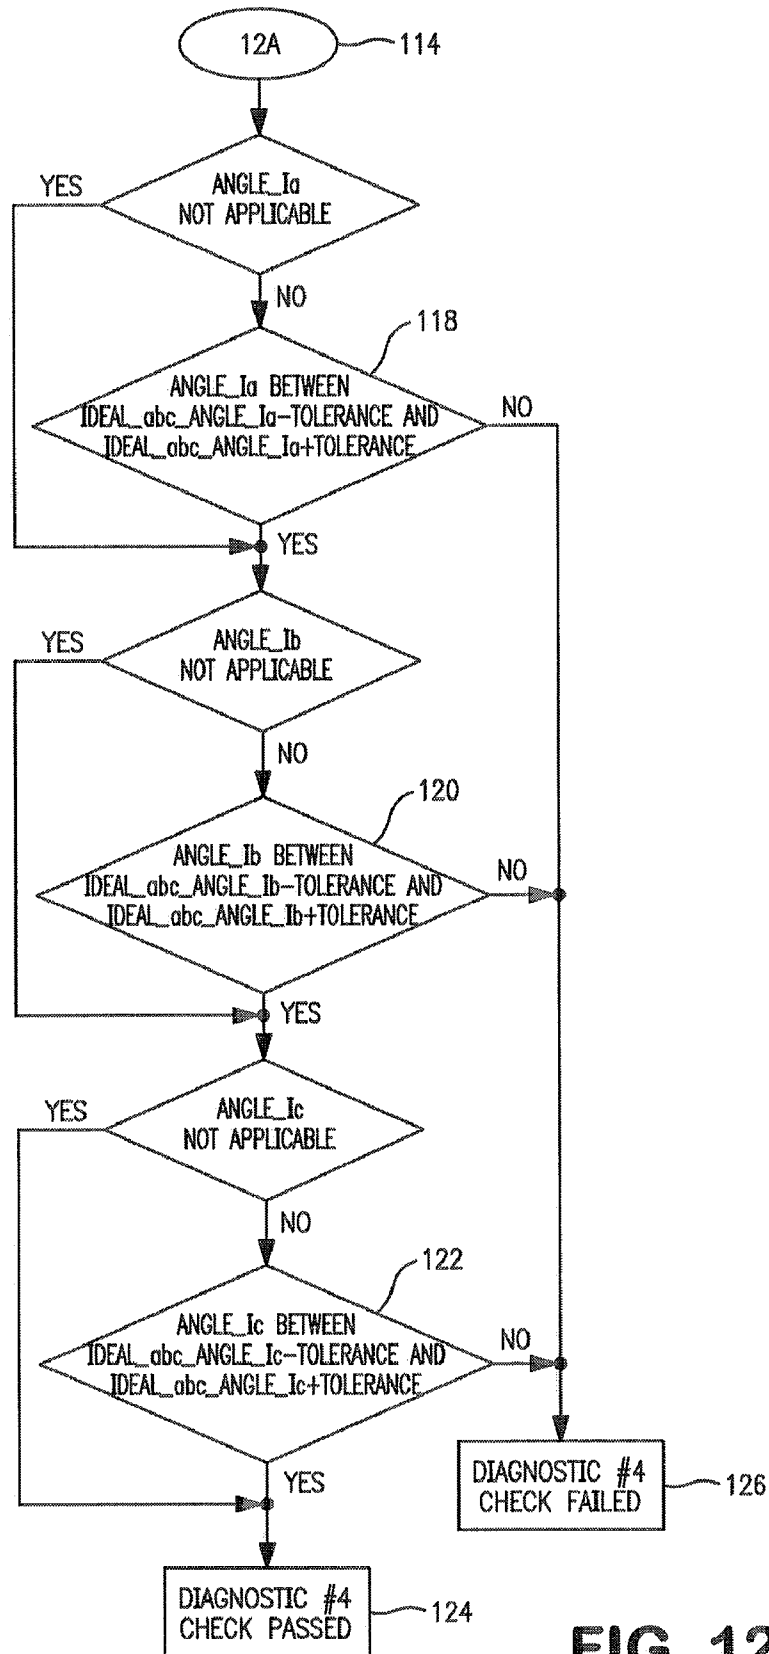 12A
114
YES
ANGLE_Ia
NOT APPLICABLE
NO
118
ANGLE_Ia BETWEEN
IDEAL_abc_ANGLE_Ia-TOLERANCE AND
IDEAL_abc_ANGLE_Ia+TOLERANCE
NO
YES
YES
ANGLE_Ib
NOT APPLICABLE
NO
120
ANGLE_Ib BETWEEN
IDEAL_abc_ANGLE_Ib-TOLERANCE AND
IDEAL_abc_ANGLE_Ib+TOLERANCE
NO
YES
YES
ANGLE_Ic
NOT APPLICABLE
NO
122
ANGLE_Ic BETWEEN
IDEAL_abc_ANGLE_Ic-TOLERANCE AND
IDEAL_abc_ANGLE_Ic+TOLERANCE
NO
YES
DIAGNOSTIC #4
CHECK FAILED
126
DIAGNOSTIC #4
CHECK PASSED
124
FIG. 12